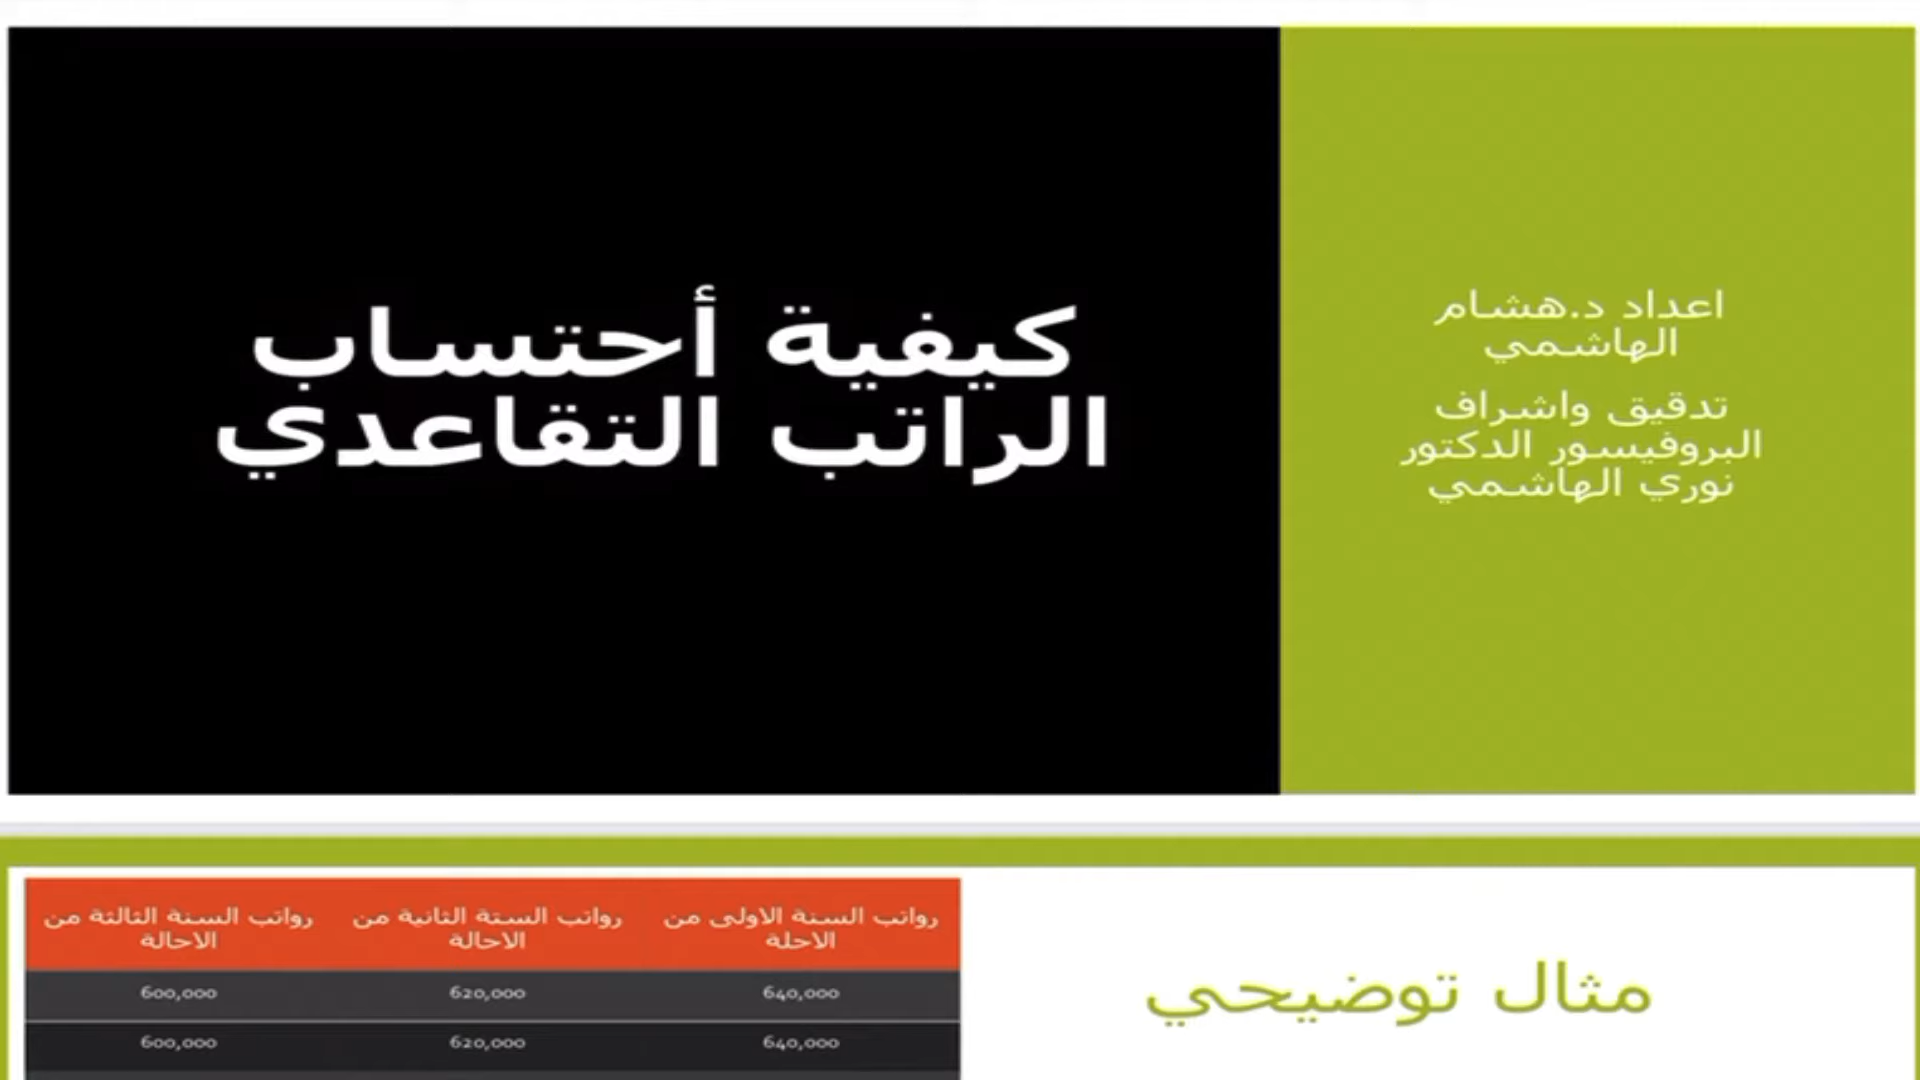 كيفية أحتساب
الراتب التقاعدي
اعداد د.هشام
الهاشمي
تدقيق واشراف
البروفيسور الدكتور
نوري الهاشمي
مثال توضيحي
رواتب السنة الاولى من
الاحلة
رواتب الستة الثانية من
الاحالة
رواتب السنة الثالثة من
الاحالة
640,000 620,000 600,000
640,000 620,000 600,000